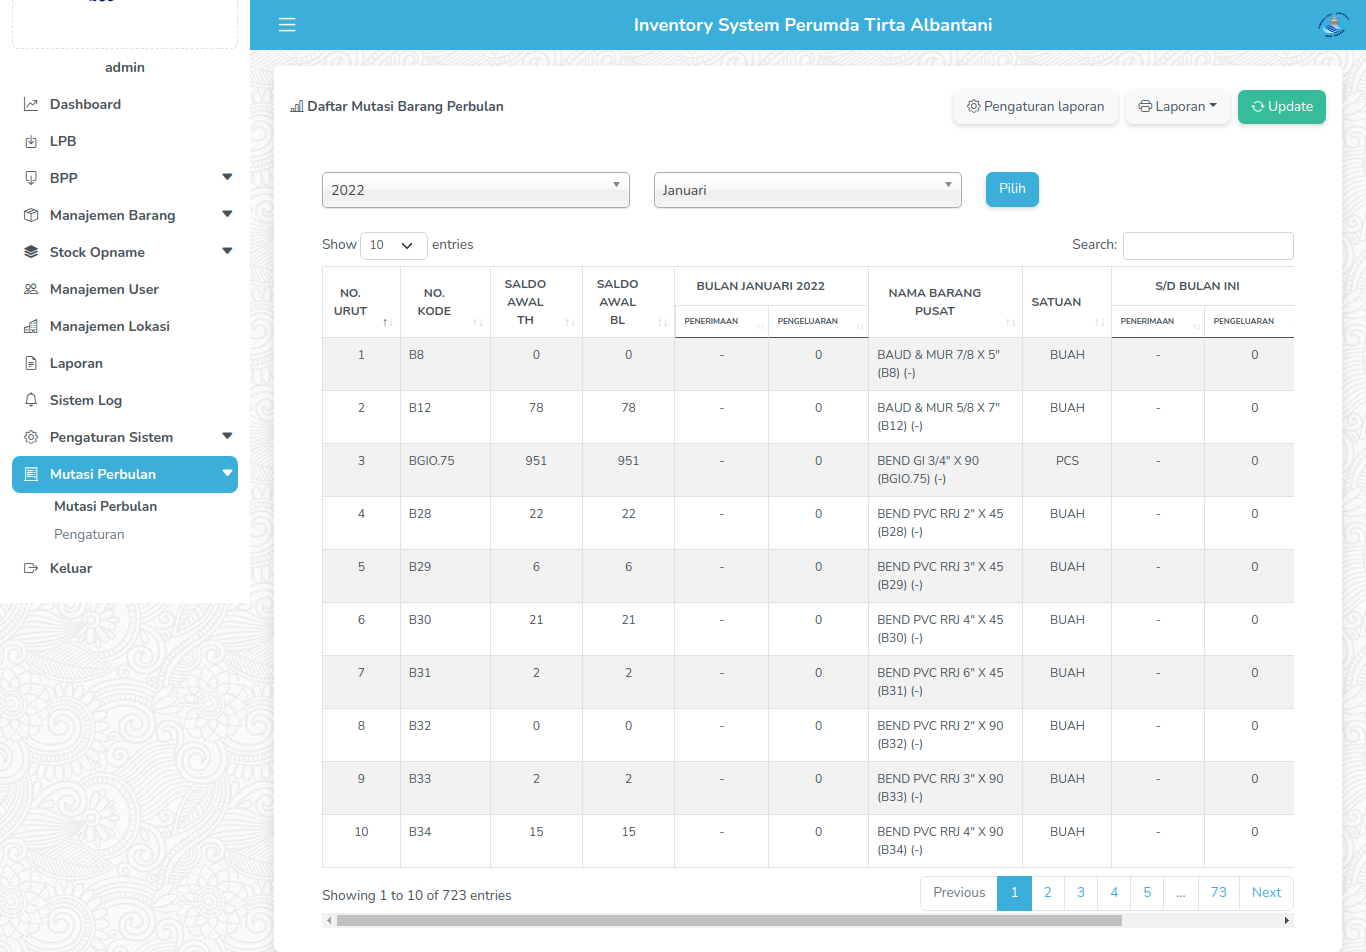 Inventory System Perumda Tirta Albantani
admin
Dashboard
LPB
BPP
Manajemen Barang
Stock Opname
Manajemen User
Manajemen Lokasi
Laporan
Sistem Log
Pengaturan Sistem
Mutasi Perbulan
Mutasi Perbulan
Pengaturan
Keluar
Daftar Mutasi Barang Perbulan
Pengaturan laporan
Laporan
Update
2022
Januari
Pilih
Show 10 entries
Search:
NO. URUT
NO. KODE
SALDO AWAL TH
SALDO AWAL BL
BULAN JANUARI 2022
PENERIMAAN
PENGELUARAN
NAMA BARANG PUSAT
SATUAN
S/D BULAN INI
PENERIMAAN
PENGELUARAN
1 B8 0 0 - 0 BAUD & MUR 7/8 X 5" (B8) (-) BUAH - 0
2 B12 78 78 - 0 BAUD & MUR 5/8 X 7" (B12) (-) BUAH - 0
3 BGIO.75 951 951 - 0 BEND GI 3/4" X 90 (BGIO.75) (-) PCS - 0
4 B28 22 22 - 0 BEND PVC RRJ 2" X 45 (B28) (-) BUAH - 0
5 B29 6 6 - 0 BEND PVC RRJ 3" X 45 (B29) (-) BUAH - 0
6 B30 21 21 - 0 BEND PVC RRJ 4" X 45 (B30) (-) BUAH - 0
7 B31 2 2 - 0 BEND PVC RRJ 6" X 45 (B31) (-) BUAH - 0
8 B32 0 0 - 0 BEND PVC RRJ 2" X 90 (B32) (-) BUAH - 0
9 B33 2 2 - 0 BEND PVC RRJ 3" X 90 (B33) (-) BUAH - 0
10 B34 15 15 - 0 BEND PVC RRJ 4" X 90 (B34) (-) BUAH - 0
Showing 1 to 10 of 723 entries
Previous 1 2 3 4 5 ... 73 Next